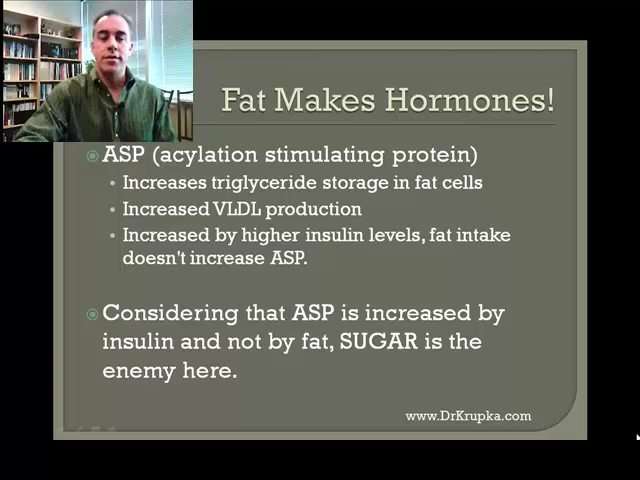 Fat Makes Hormones!
ASP (acylation stimulating protein)
Increases triglyceride storage in fat cells
Increased VLDL production
Increased by higher insulin levels, fat intake
doesn't increase ASP.
Considering that ASP is increased by
insulin and not by fat, SUGAR is the
enemy here.
www.DrKrupka.com